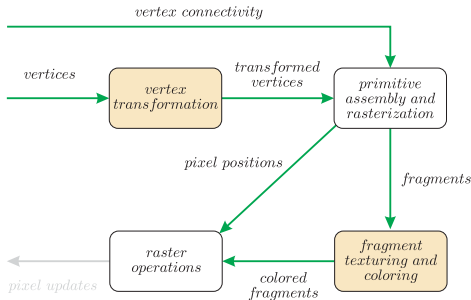 vertex connectivity
vertices
vertex
transformation
transformed
vertices
primitive
assembly and
rasterization
pixel positions
fragments
raster
operations
fragment
texturing and
coloring
colored
fragments
pixel updates